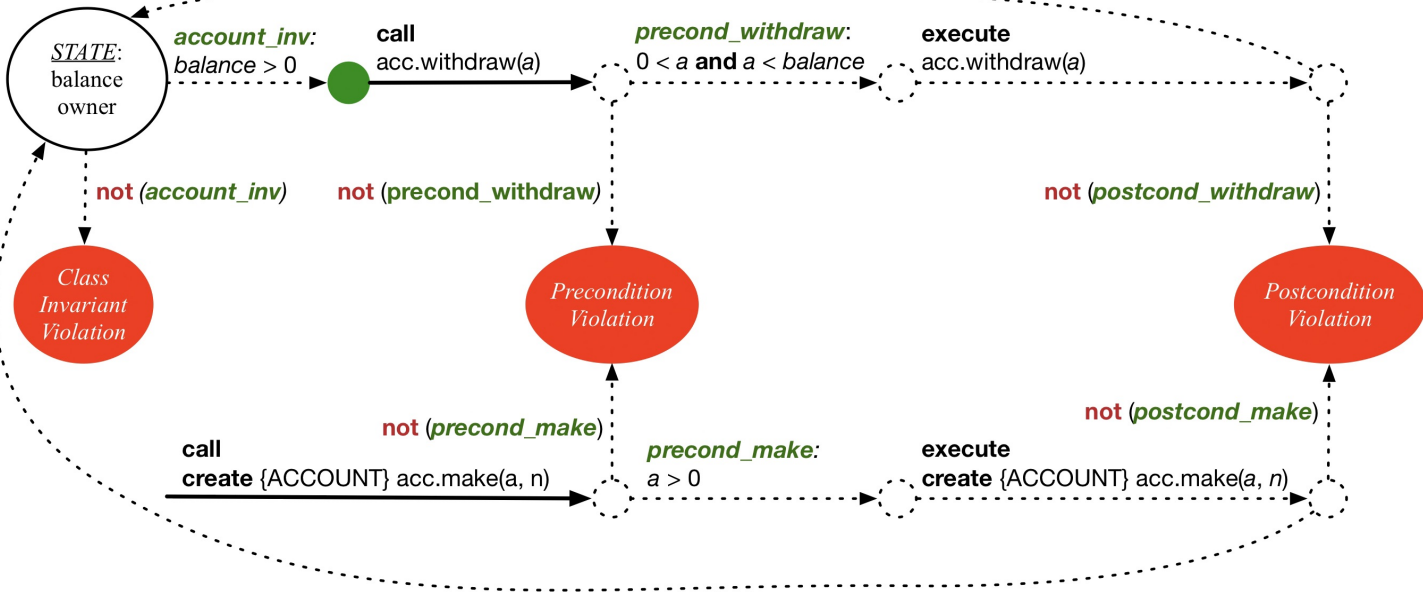 STATE:
balance
owner
account_inv:
balance > 0
call
acc.withdraw(a)
precond_withdraw:
0 < a and a < balance
execute
acc.withdraw(a)
not (account_inv)
not (precond_withdraw)
not (postcond_withdraw)
Class
Invariant
Violation
Precondition
Violation
Postcondition
Violation
not (precond_make)
not (postcond_make)
call
create {ACCOUNT} acc.make(a, n)
precond_make:
a > 0
execute
create {ACCOUNT} acc.make(a, n)